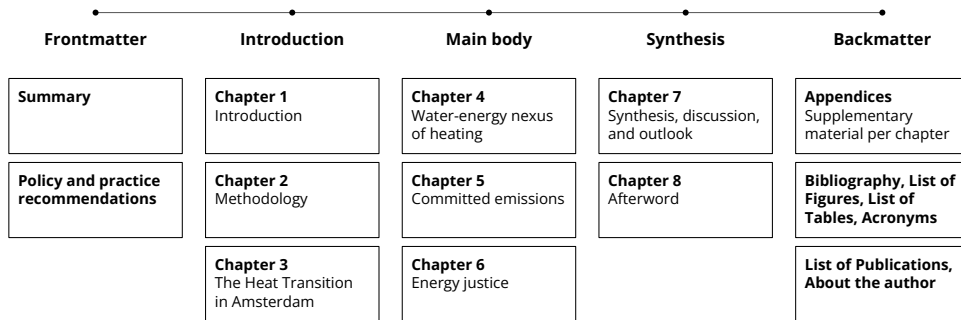 Frontmatter
Introduction
Main body
Synthesis
Backmatter
Summary
Policy and practice
recommendations
Chapter 1
Introduction
Chapter 2
Methodology
Chapter 3
The Heat Transition
in Amsterdam
Chapter 4
Water-energy nexus
of heating
Chapter 5
Committed emissions
Chapter 6
Energy justice
Chapter 7
Synthesis, discussion,
and outlook
Chapter 8
Afterword
Appendices
Supplementary
material per chapter
Bibliography, List of
Figures, List of
Tables, Acronyms
List of Publications,
About the author